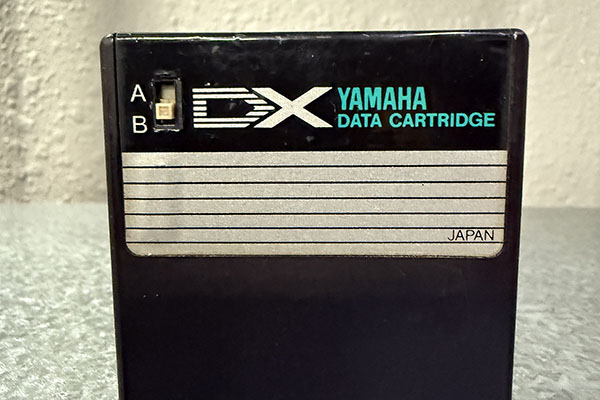 A
B
DX
YAMAHA
DATA CARTRIDGE
JAPAN